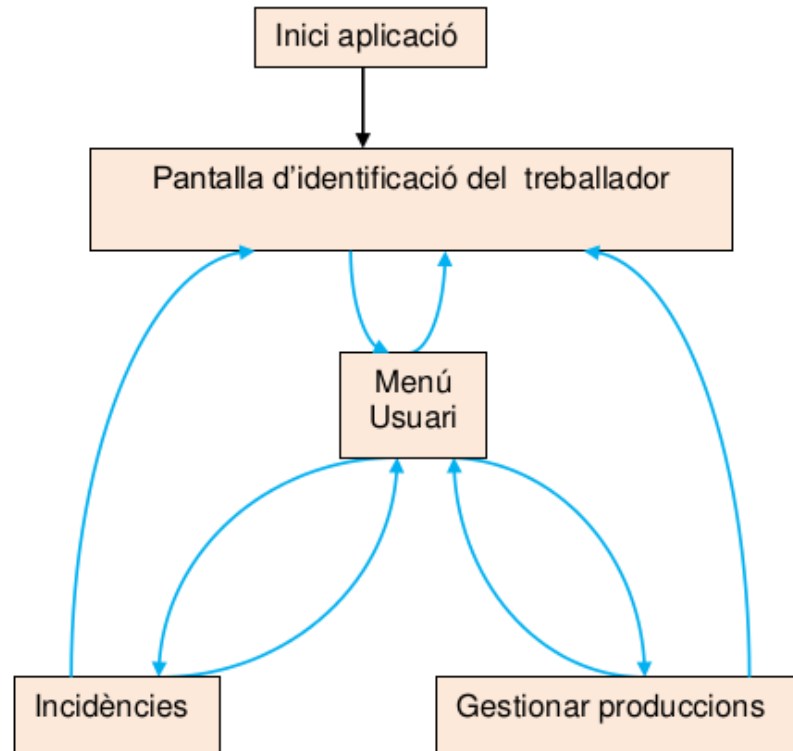 Inici aplicació
Pantalla d'identificació del treballador
Menú
Usuari
Incidències
Gestionar produccions